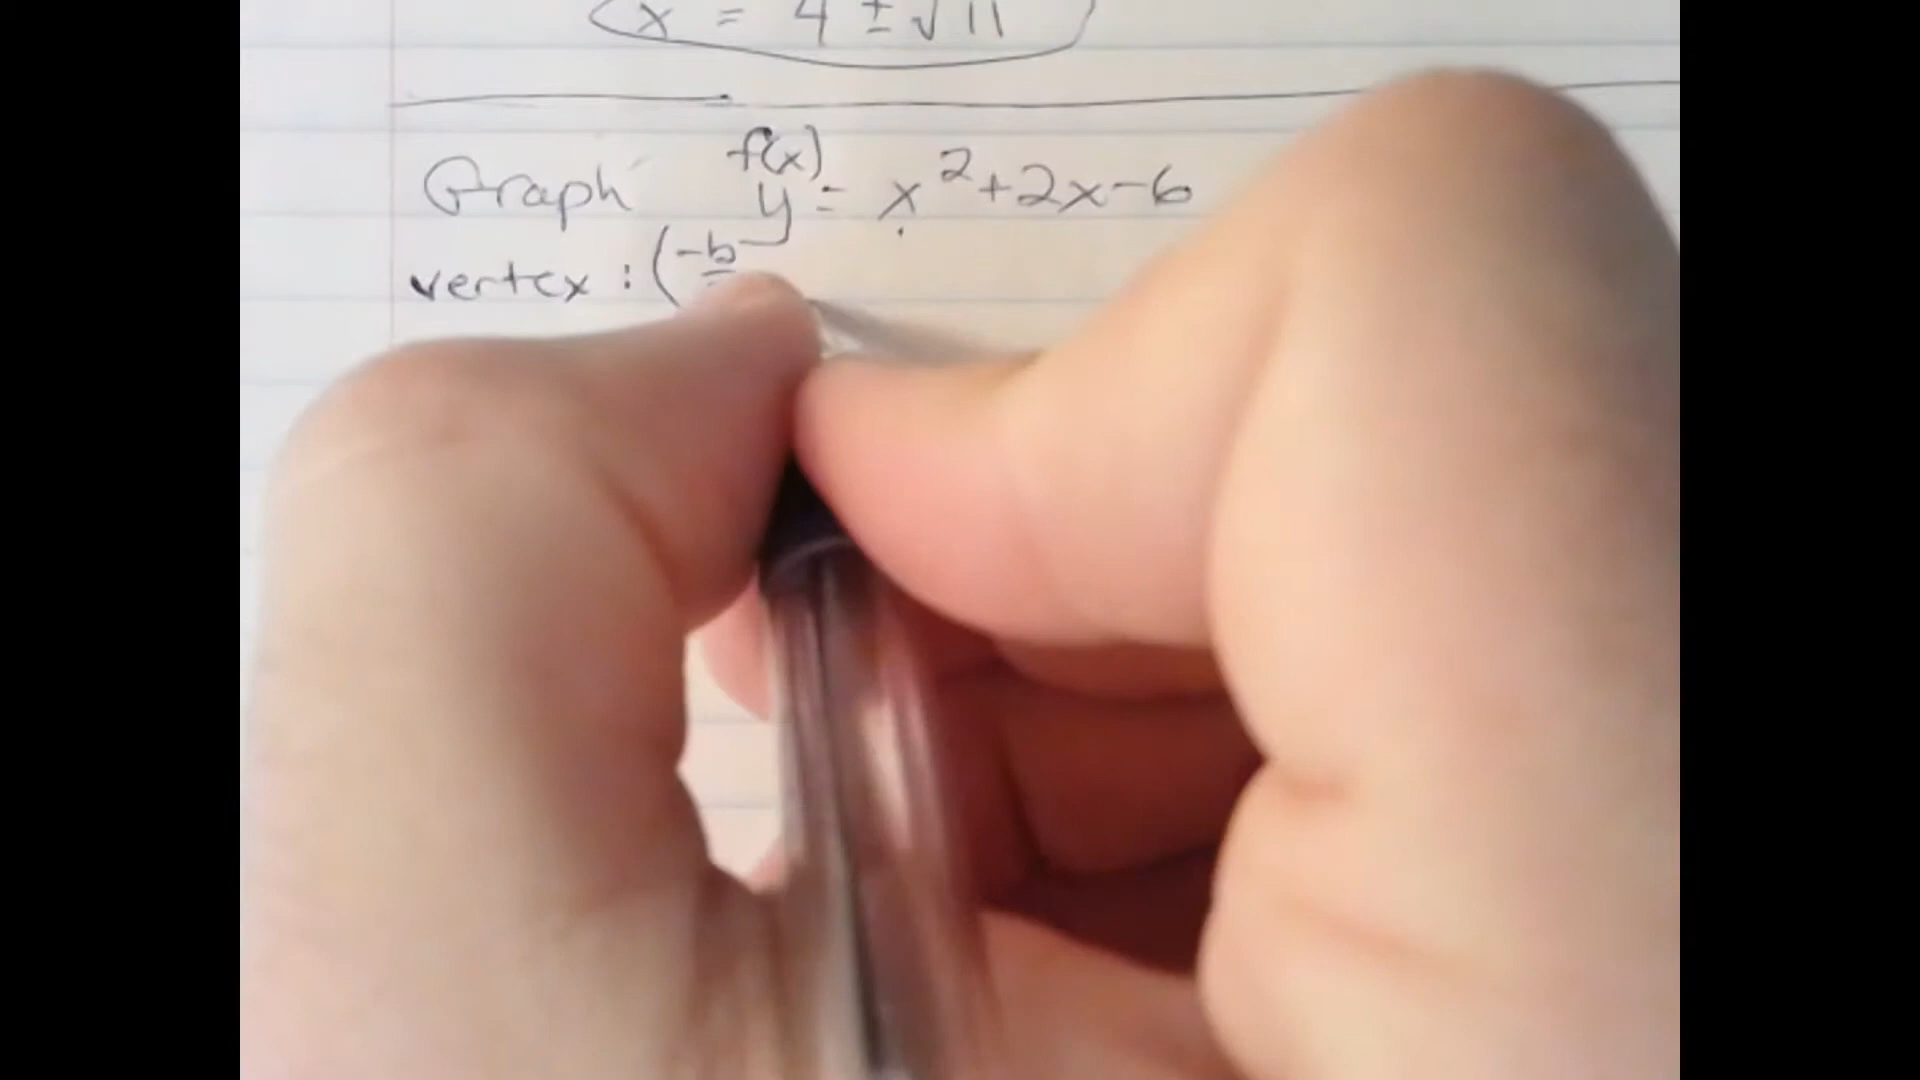 x = 4 ± √11
Graph f(x) y = x²+2x-6
vertex : (-b